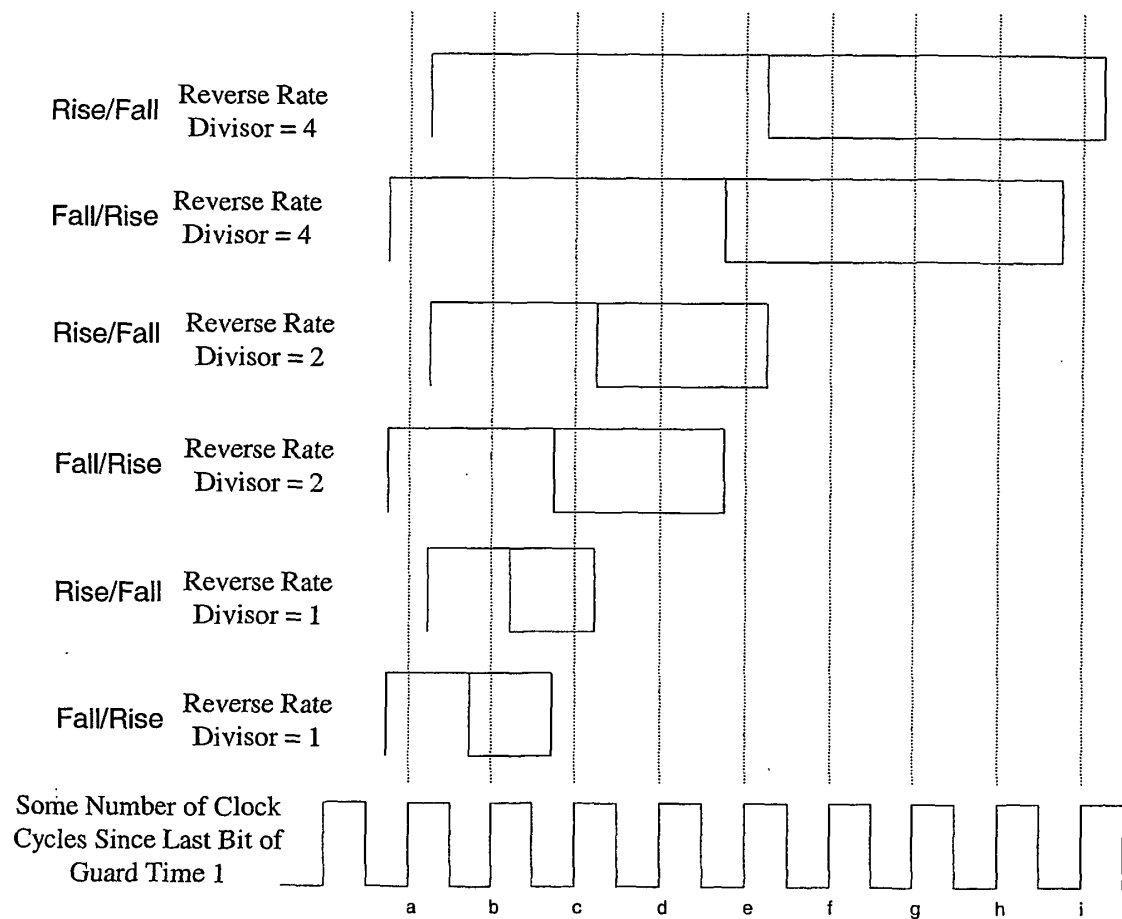 Rise/Fall Reverse Rate
Divisor = 4
Fall/Rise Reverse Rate
Divisor = 4
Rise/Fall Reverse Rate
Divisor = 2
Fall/Rise Reverse Rate
Divisor = 2
Rise/Fall Reverse Rate
Divisor = 1
Fall/Rise Reverse Rate
Divisor = 1
Some Number of Clock
Cycles Since Last Bit of
Guard Time 1
a b c d e f g h i